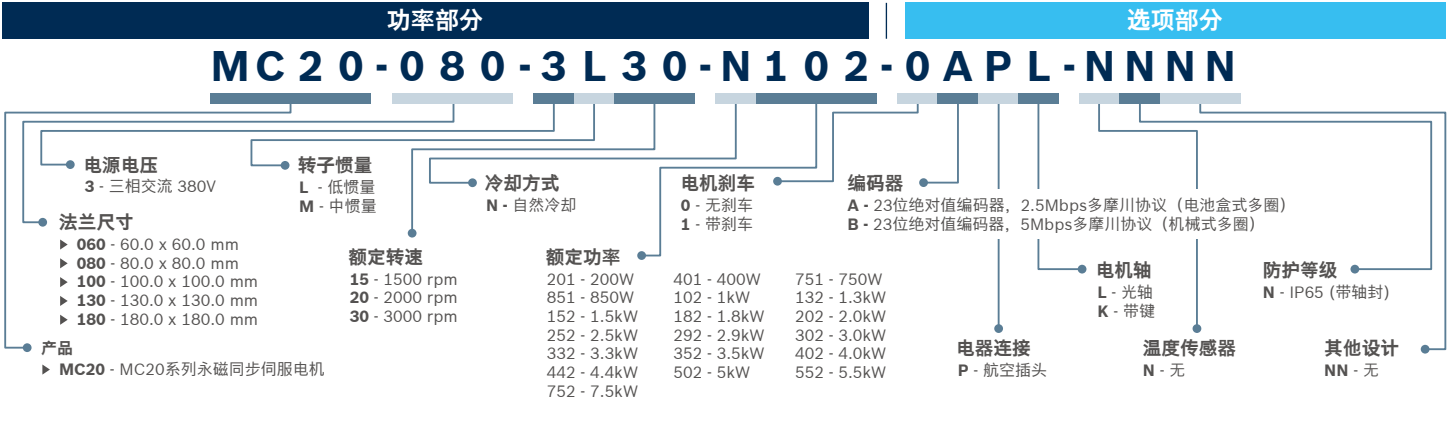 功率部分
选项部分
MC20-080-3L30-N102-0APL-NNNN
电源电压
3 - 三相交流 380V
转子惯量
L - 低惯量
M - 中惯量
冷却方式
N - 自然冷却
电机刹车
0 - 无刹车
1 - 带刹车
编码器
A - 23位绝对值编码器，2.5Mbps多摩川协议（电池盒式多圈）
B - 23位绝对值编码器，5Mbps多摩川协议（机械式多圈）
法兰尺寸
060 - 60.0 x 60.0 mm
080 - 80.0 x 80.0 mm
100 - 100.0 x 100.0 mm
130 - 130.0 x 130.0 mm
180 - 180.0 x 180.0 mm
额定转速
15 - 1500 rpm
20 - 2000 rpm
30 - 3000 rpm
额定功率
201 - 200W 401 - 400W 751 - 750W
851 - 850W 102 - 1kW 132 - 1.3kW
152 - 1.5kW 182 - 1.8kW 202 - 2.0kW
252 - 2.5kW 292 - 2.9kW 302 - 3.0kW
332 - 3.3kW 352 - 3.5kW 402 - 4.0kW
442 - 4.4kW 502 - 5kW 552 - 5.5kW
752 - 7.5kW
电机轴
L - 光轴
K - 带键
防护等级
N - IP65 (带轴封)
产品
MC20 - MC20系列永磁同步伺服电机
电器连接
P - 航空插头
温度传感器
N - 无
其他设计
NN - 无